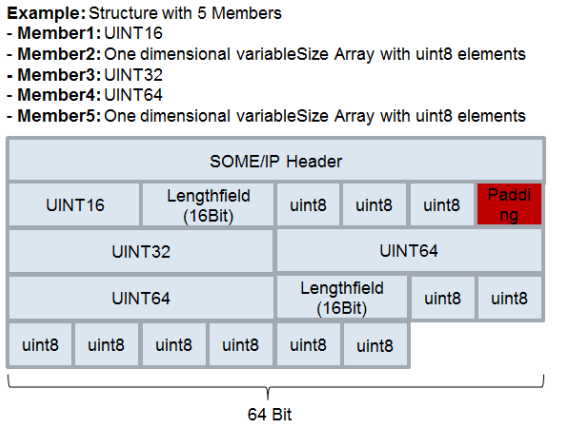 Example: Structure with 5 Members
- Member1: UINT16
- Member2: One dimensional variableSize Array with uint8 elements
- Member3: UINT32
- Member4: UINT64
- Member5: One dimensional variableSize Array with uint8 elements
SOME/IP Header
UINT16
Lengthfield
(16Bit)
uint8
uint8
uint8
Paddi
ng
UINT32
UINT64
UINT64
Lengthfield
(16Bit)
uint8
uint8
uint8
uint8
uint8
uint8
uint8
uint8
64 Bit